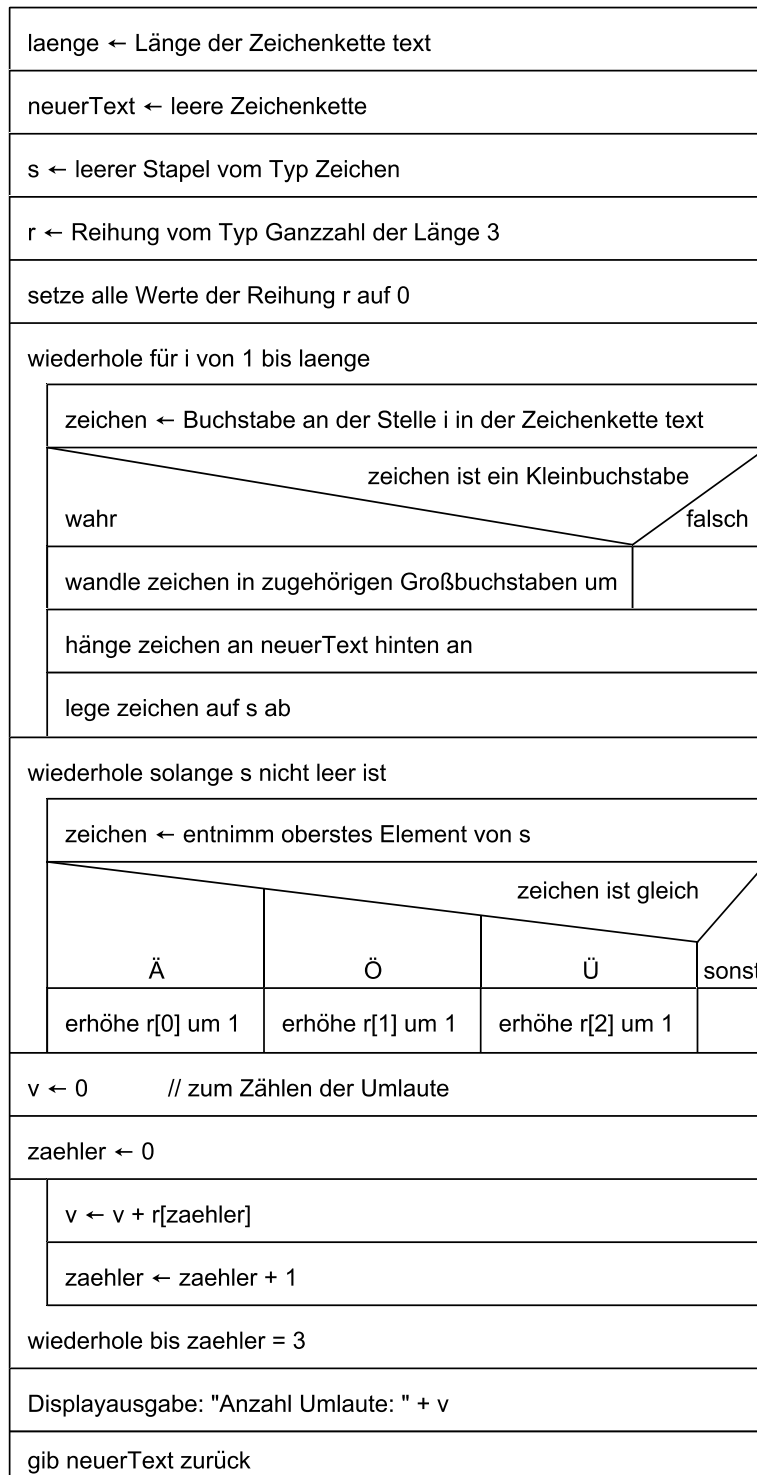 laenge ← Länge der Zeichenkette text
neuerText ← leere Zeichenkette
s ← leerer Stapel vom Typ Zeichen
r ← Reihung vom Typ Ganzzahl der Länge 3
setze alle Werte der Reihung r auf 0
wiederhole für i von 1 bis laenge
zeichen ← Buchstabe an der Stelle i in der Zeichenkette text
zeichen ist ein Kleinbuchstabe
wahr falsch
wandle zeichen in zugehörigen Großbuchstaben um
hänge zeichen an neuerText hinten an
lege zeichen auf s ab
wiederhole solange s nicht leer ist
zeichen ← entnimm oberstes Element von s
zeichen ist gleich
Ä Ö Ü sonst
erhöhe r[0] um 1 erhöhe r[1] um 1 erhöhe r[2] um 1
v ← 0 // zum Zählen der Umlaute
zaehler ← 0
v ← v + r[zaehler]
zaehler ← zaehler + 1
wiederhole bis zaehler = 3
Displayausgabe: "Anzahl Umlaute: " + v
gib neuerText zurück